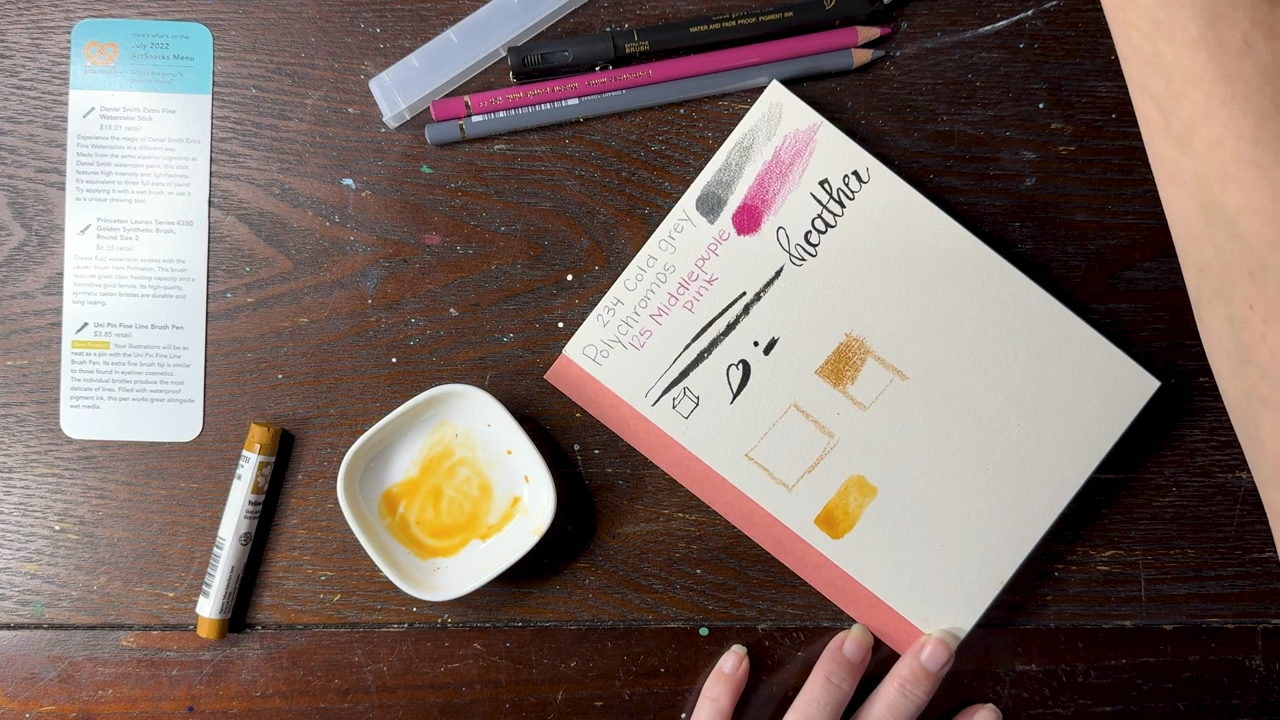 Here's what's on the
July 2022
ArtSnacks Menu
Daniel Smith Extra Fine
Watercolor Stick
$15.01 retail
Experience the magic of Daniel Smith Extra
Fine Watercolors in a different way.
Made from the same superior pigments as
Daniel Smith watercolor paint, this stick
features high intensity and lightfastness.
It's equivalent to three full pans of paint!
Try applying it with a wet brush, or use it
as a unique drawing tool.
Princeton Lauren Series 4350
Golden Synthetic Brush,
Round Size 2
$6.35 retail
Create fluid watercolor strokes with the
Lauren brush from Princeton. This brush
features great color holding capacity and a
distinctive gold ferrule. Its high-quality,
synthetic taklon bristles are durable and
long lasting.
Uni Pin Fine Line Brush Pen
$3.85 retail
New Product Your illustrations will be as
neat as a pin with the Uni Pin Fine Line
Brush Pen. Its extra fine brush tip is similar
to those found in eyeliner cosmetics.
The individual bristles produce the most
delicate of lines. Filled with waterproof
pigment ink, this pen works great alongside
wet media.
EXTRA FINE
BRUSH
WATER AND FADE PROOF, PIGMENT INK
234 Cold grey
Polychromos
125 Middle puple
pink
heather
Yellow